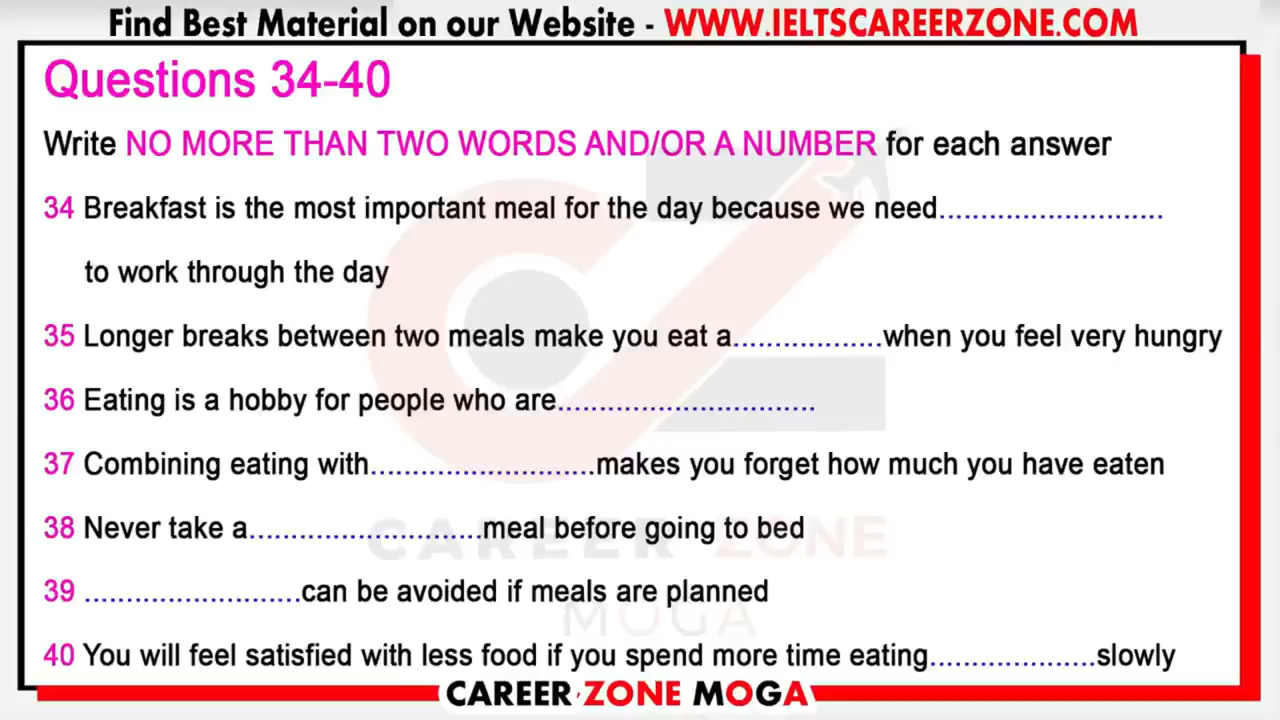 Find Best Material on our Website - WWW.IELTSCAREERZONE.COM
Questions 34-40
Write NO MORE THAN TWO WORDS AND/OR A NUMBER for each answer
34 Breakfast is the most important meal for the day because we need...........................
to work through the day
35 Longer breaks between two meals make you eat a..................when you feel very hungry
36 Eating is a hobby for people who are...............................
37 Combining eating with...........................makes you forget how much you have eaten
38 Never take a............................meal before going to bed
39 ..........................can be avoided if meals are planned
40 You will feel satisfied with less food if you spend more time eating....................slowly
CAREER ZONE
MOGA
CAREER ZONE MOGA